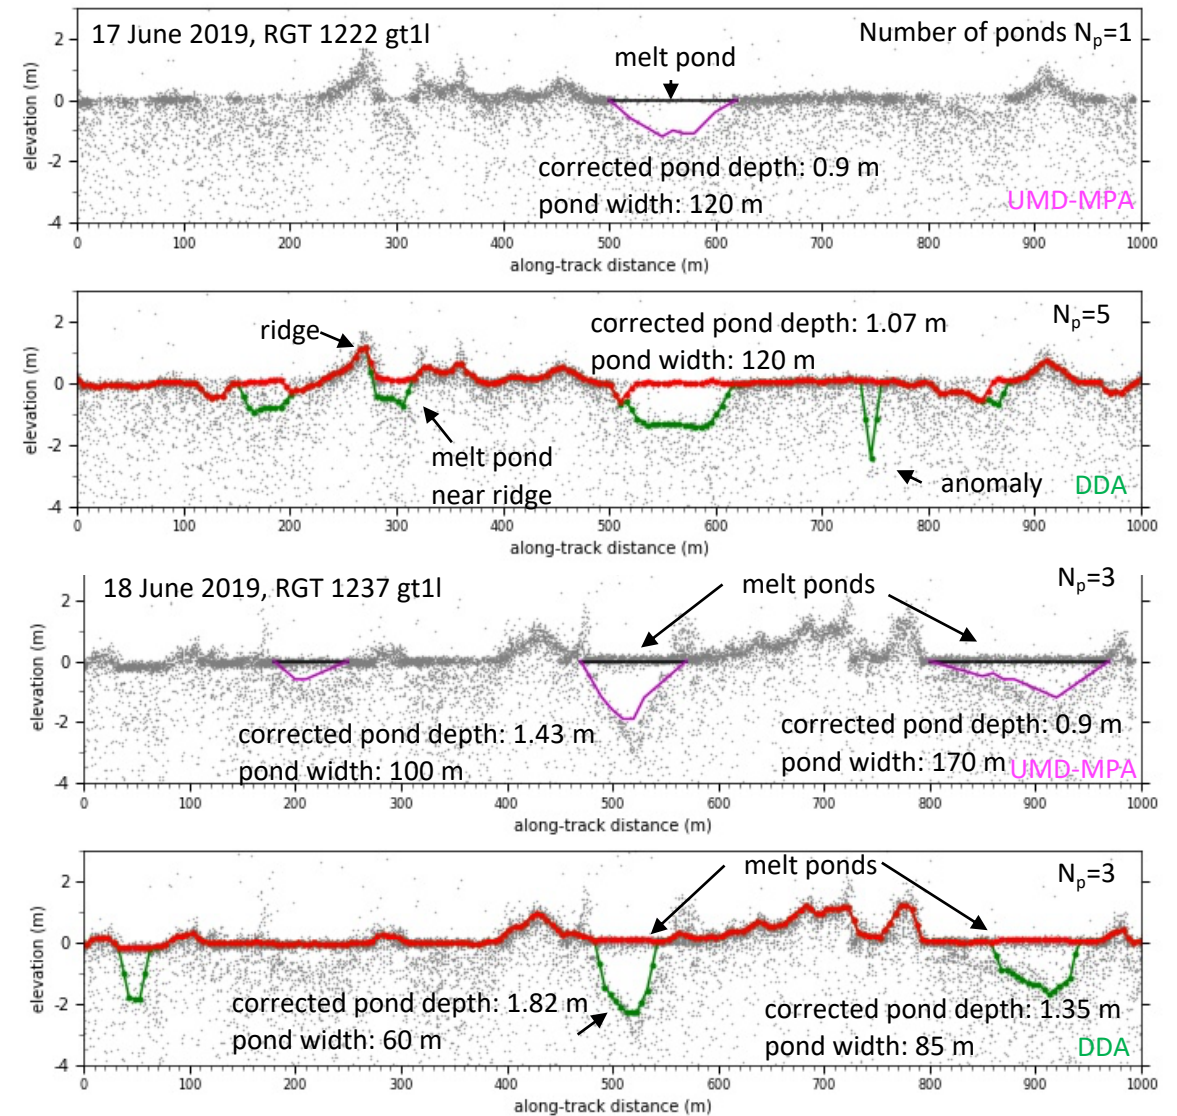 17 June 2019, RGT 1222 gt1l
Number of ponds Np=1
melt pond
corrected pond depth: 0.9 m
pond width: 120 m
UMD-MPA
elevation (m)
2
0
-2
-4
0 100 200 300 400 500 600 700 800 900 1000
along-track distance (m)
ridge
corrected pond depth: 1.07 m
pond width: 120 m
Np=5
melt pond
near ridge
anomaly
DDA
elevation (m)
2
0
-2
-4
0 100 200 300 400 500 600 700 800 900 1000
along-track distance (m)
18 June 2019, RGT 1237 gt1l
melt ponds
Np=3
corrected pond depth: 1.43 m
pond width: 100 m
corrected pond depth: 0.9 m
pond width: 170 m
UMD-MPA
elevation (m)
2
0
-2
-4
0 100 200 300 400 500 600 700 800 900 1000
along-track distance (m)
melt ponds
Np=3
corrected pond depth: 1.82 m
pond width: 60 m
corrected pond depth: 1.35 m
pond width: 85 m
DDA
elevation (m)
2
0
-2
-4
0 100 200 300 400 500 600 700 800 900 1000
along-track distance (m)